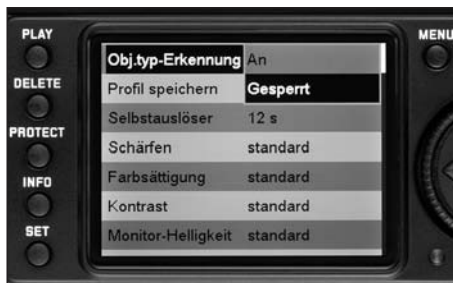 PLAY
MENU
DELETE
PROTECT
INFO
SET
Obj.typ-Erkennung An
Profil speichern Gesperrt
Selbstauslöser 12 s
Schärfen standard
Farbsättigung standard
Kontrast standard
Monitor-Helligkeit standard